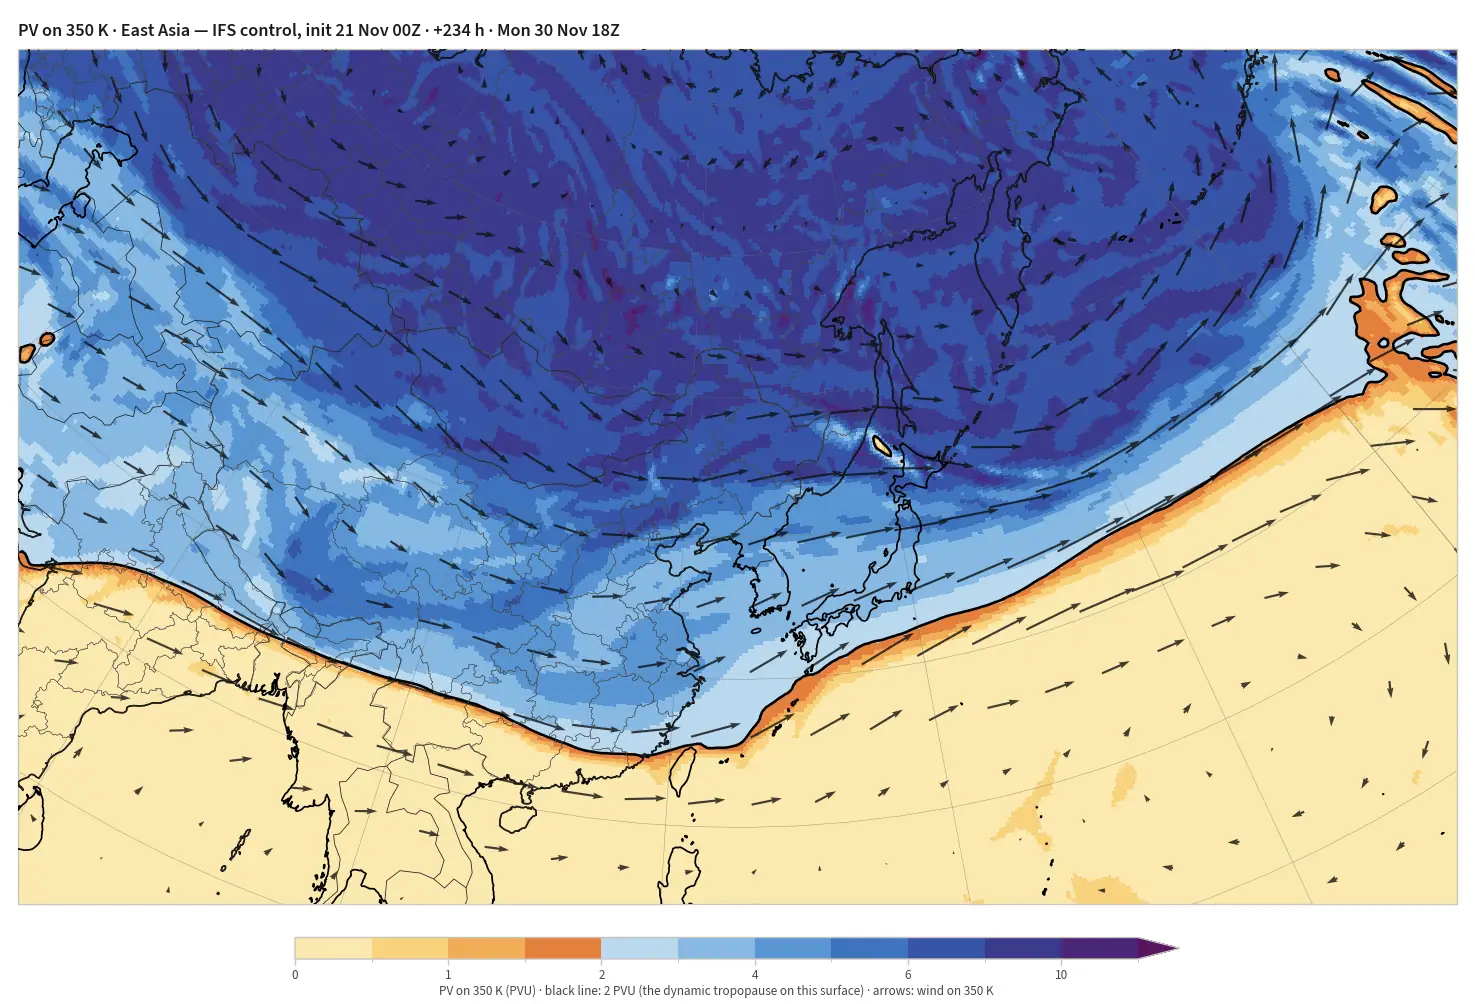 PV on 350 K · East Asia — IFS control, init 21 Nov 00Z · +234 h · Mon 30 Nov 18Z
0 1 2 4 6 10
PV on 350 K (PVU) · black line: 2 PVU (the dynamic tropopause on this surface) · arrows: wind on 350 K